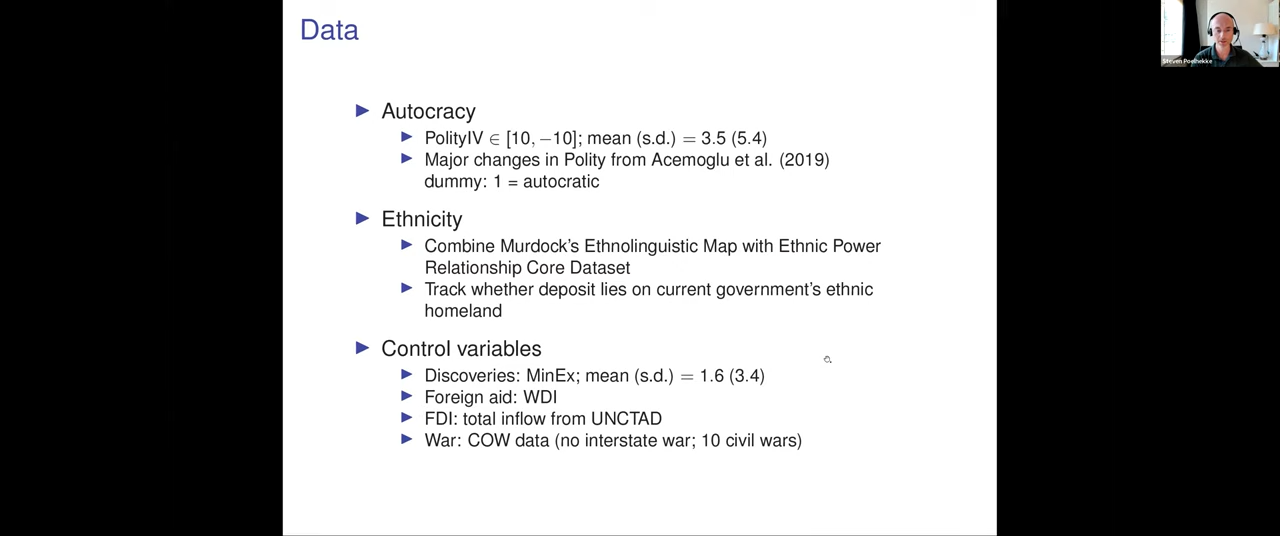 Data
Steven Poelhekke
▶ Autocracy
▶ PolityIV ∈ [10, −10]; mean (s.d.) = 3.5 (5.4)
▶ Major changes in Polity from Acemoglu et al. (2019)
dummy: 1 = autocratic
▶ Ethnicity
▶ Combine Murdock's Ethnolinguistic Map with Ethnic Power
Relationship Core Dataset
▶ Track whether deposit lies on current government's ethnic
homeland
▶ Control variables
▶ Discoveries: MinEx; mean (s.d.) = 1.6 (3.4)
▶ Foreign aid: WDI
▶ FDI: total inflow from UNCTAD
▶ War: COW data (no interstate war; 10 civil wars)